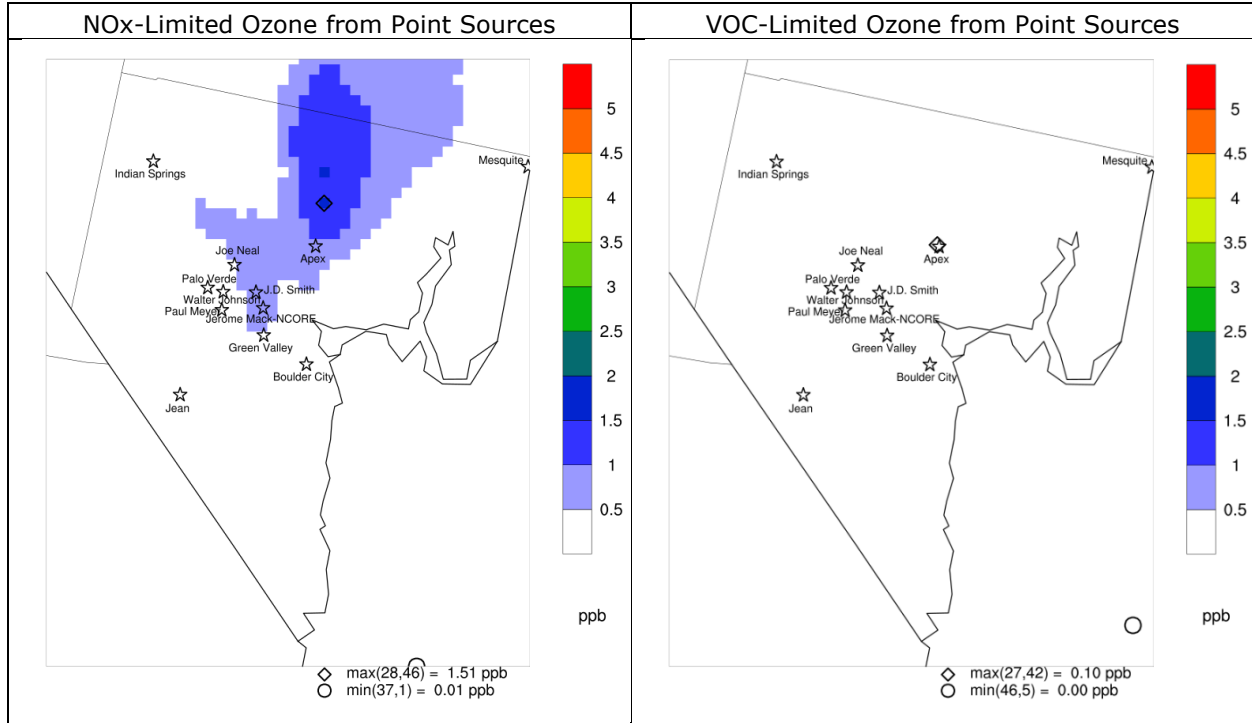 NOx-Limited Ozone from Point Sources
VOC-Limited Ozone from Point Sources
Indian Springs
Mesquite
Joe Neal
Apex
Palo Verde
J.D. Smith
Walter Johnson
Paul Meyer
Jerome Mack-NCORE
Green Valley
Boulder City
Jean
5
4.5
4
3.5
3
2.5
2
1.5
1
0.5
ppb
max(28,46) = 1.51 ppb
min(37,1) = 0.01 ppb
Indian Springs
Mesquite
Joe Neal
Apex
Palo Verde
J.D. Smith
Walter Johnson
Paul Meyer
Jerome Mack-NCORE
Green Valley
Boulder City
Jean
5
4.5
4
3.5
3
2.5
2
1.5
1
0.5
ppb
max(27,42) = 0.10 ppb
min(46,5) = 0.00 ppb